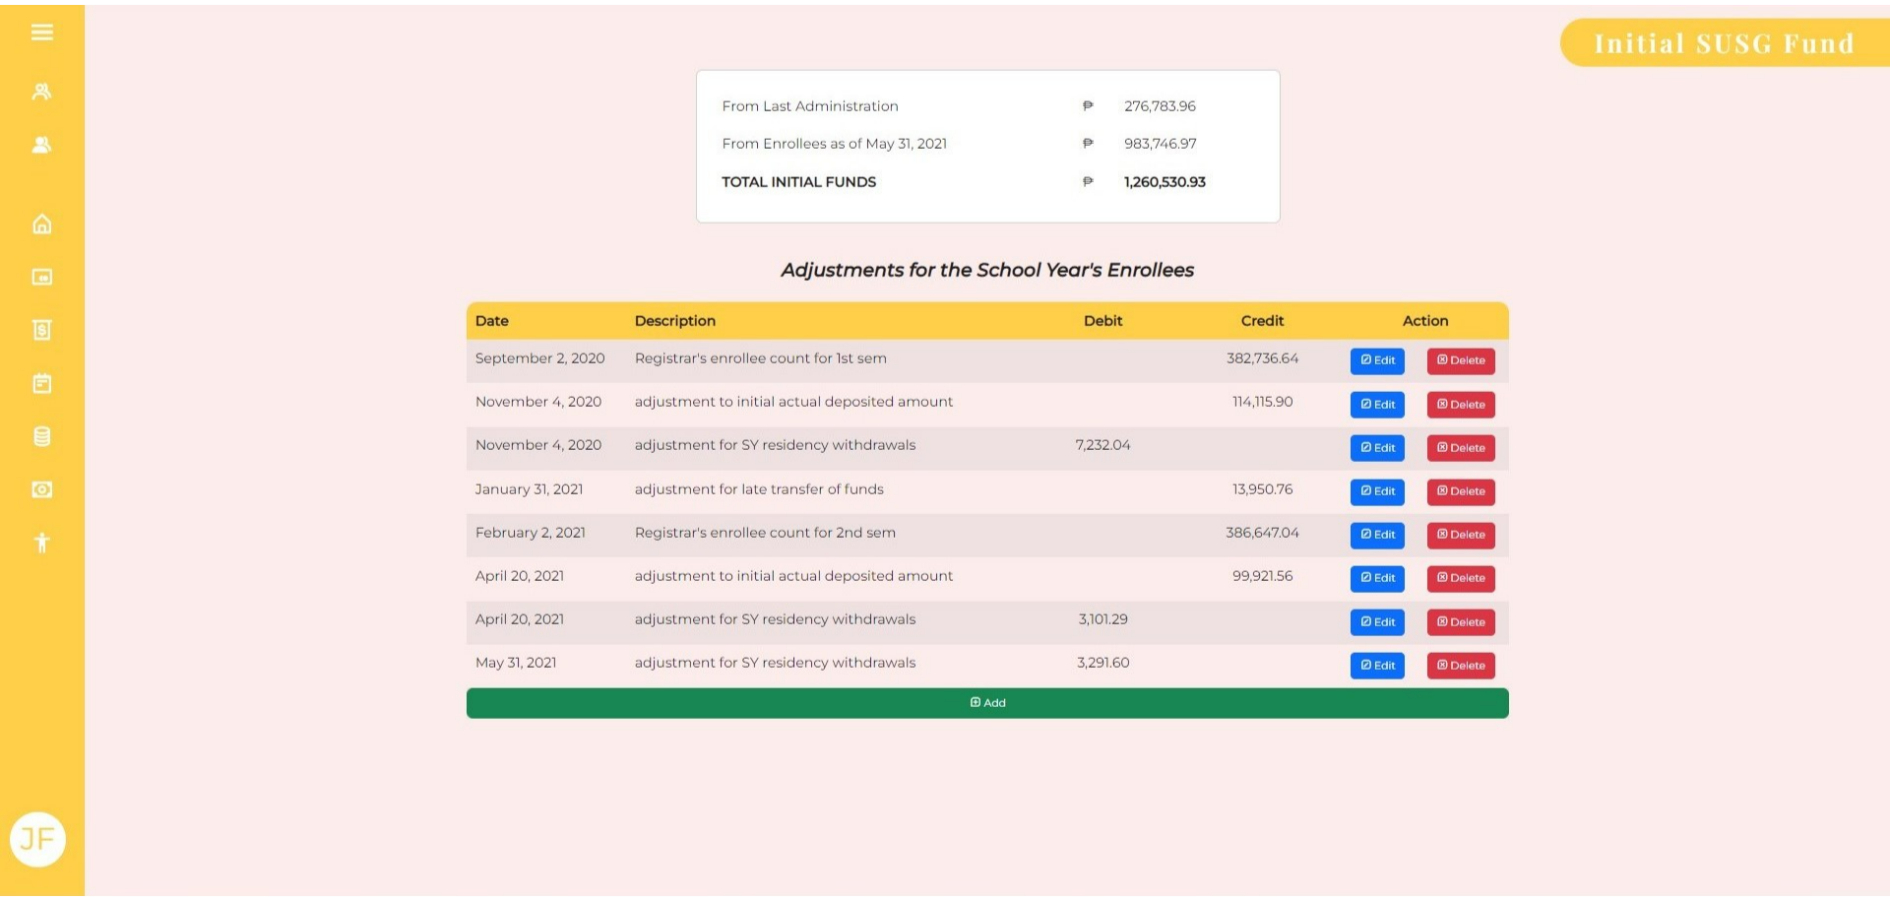 Initial SUSG Fund
From Last Administration ₱ 276,783.96
From Enrollees as of May 31, 2021 ₱ 983,746.97
TOTAL INITIAL FUNDS ₱ 1,260,530.93
Adjustments for the School Year's Enrollees
Date Description Debit Credit Action
September 2, 2020 Registrar's enrollee count for 1st sem 382,736.64 Edit Delete
November 4, 2020 adjustment to initial actual deposited amount 114,115.90 Edit Delete
November 4, 2020 adjustment for SY residency withdrawals 7,232.04 Edit Delete
January 31, 2021 adjustment for late transfer of funds 13,950.76 Edit Delete
February 2, 2021 Registrar's enrollee count for 2nd sem 386,647.04 Edit Delete
April 20, 2021 adjustment to initial actual deposited amount 99,921.56 Edit Delete
April 20, 2021 adjustment for SY residency withdrawals 3,101.29 Edit Delete
May 31, 2021 adjustment for SY residency withdrawals 3,291.60 Edit Delete
Add
JF